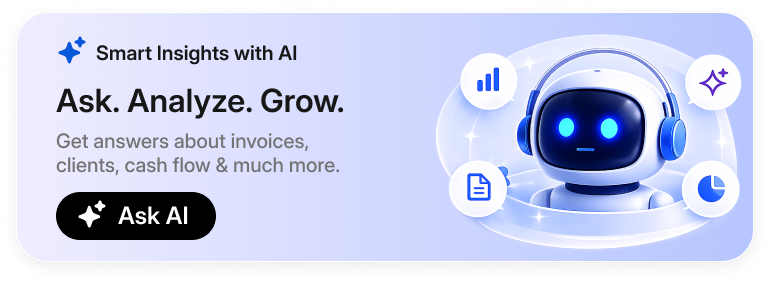 Smart Insights with AI
Ask. Analyze. Grow.
Get answers about invoices,
clients, cash flow & much more.
Ask AI